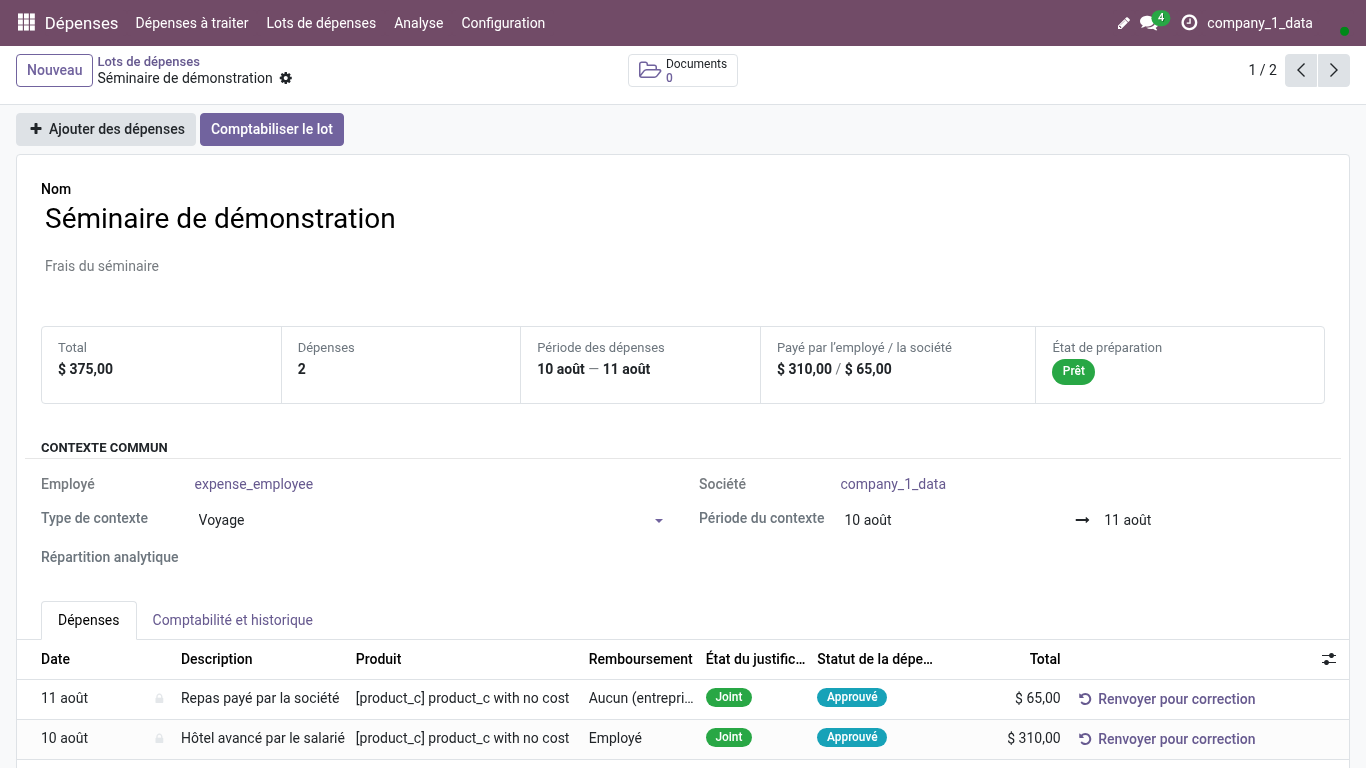 Dépenses Dépenses à traiter Lots de dépenses Analyse Configuration 4 company_1_data
Nouveau Lots de dépenses
Séminaire de démonstration
Documents
0
1 / 2
Ajouter des dépenses Comptabiliser le lot
Nom
Séminaire de démonstration
Frais du séminaire
Total Dépenses Période des dépenses Payé par l’employé / la société État de préparation
$ 375,00 2 10 août — 11 août $ 310,00 / $ 65,00 Prêt
CONTEXTE COMMUN
Employé expense_employee Société company_1_data
Type de contexte Voyage Période du contexte 10 août 11 août
Répartition analytique
Dépenses Comptabilité et historique
Date Description Produit Remboursement État du justific... Statut de la dépe... Total
11 août Repas payé par la société [product_c] product_c with no cost Aucun (entrepri... Joint Approuvé $ 65,00 Renvoyer pour correction
10 août Hôtel avancé par le salarié [product_c] product_c with no cost Employé Joint Approuvé $ 310,00 Renvoyer pour correction